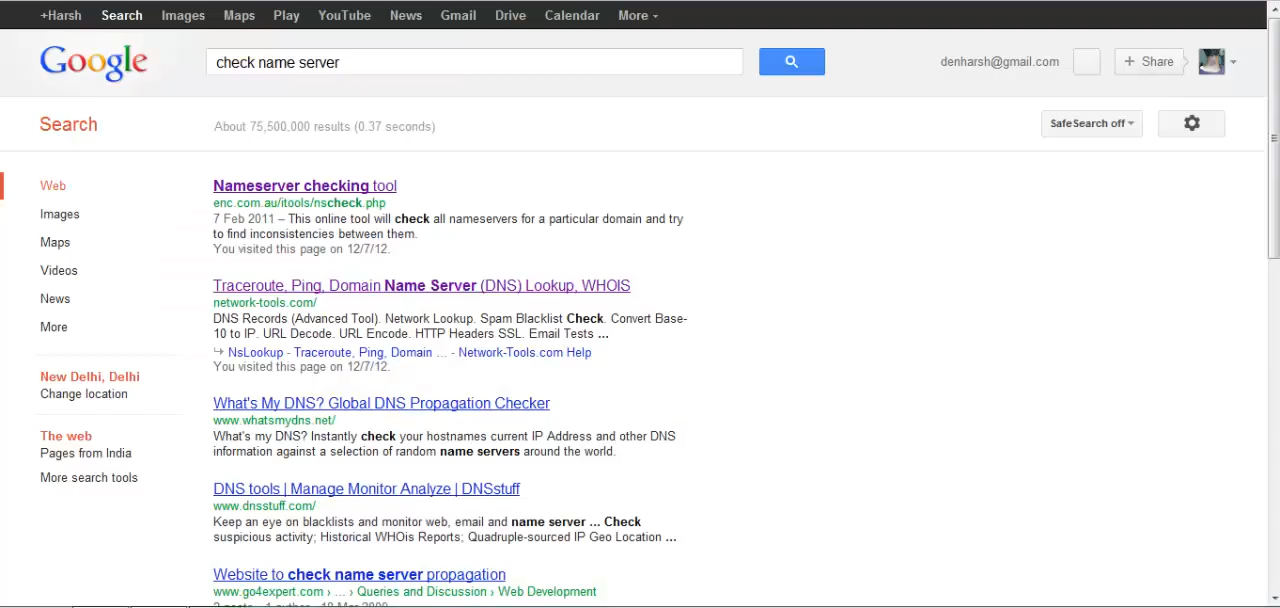 +Harsh Search Images Maps Play YouTube News Gmail Drive Calendar More
Google
check name server
denharsh@gmail.com
+ Share
Search
About 75,500,000 results (0.37 seconds)
SafeSearch off
Web
Images
Maps
Videos
News
More
New Delhi, Delhi
Change location
The web
Pages from India
More search tools
Nameserver checking tool
enc.com.au/itools/nscheck.php
7 Feb 2011 – This online tool will check all nameservers for a particular domain and try
to find inconsistencies between them.
You visited this page on 12/7/12.
Traceroute, Ping, Domain Name Server (DNS) Lookup, WHOIS
network-tools.com/
DNS Records (Advanced Tool). Network Lookup. Spam Blacklist Check. Convert Base-
10 to IP. URL Decode. URL Encode. HTTP Headers SSL. Email Tests ...
NsLookup - Traceroute, Ping, Domain ... - Network-Tools.com Help
You visited this page on 12/7/12.
What's My DNS? Global DNS Propagation Checker
www.whatsmydns.net/
What's my DNS? Instantly check your hostnames current IP Address and other DNS
information against a selection of random name servers around the world.
DNS tools | Manage Monitor Analyze | DNSstuff
www.dnsstuff.com/
Keep an eye on blacklists and monitor web, email and name server ... Check
suspicious activity; Historical WHOis Reports; Quadruple-sourced IP Geo Location ...
Website to check name server propagation
www.go4expert.com › ... › Queries and Discussion › Web Development